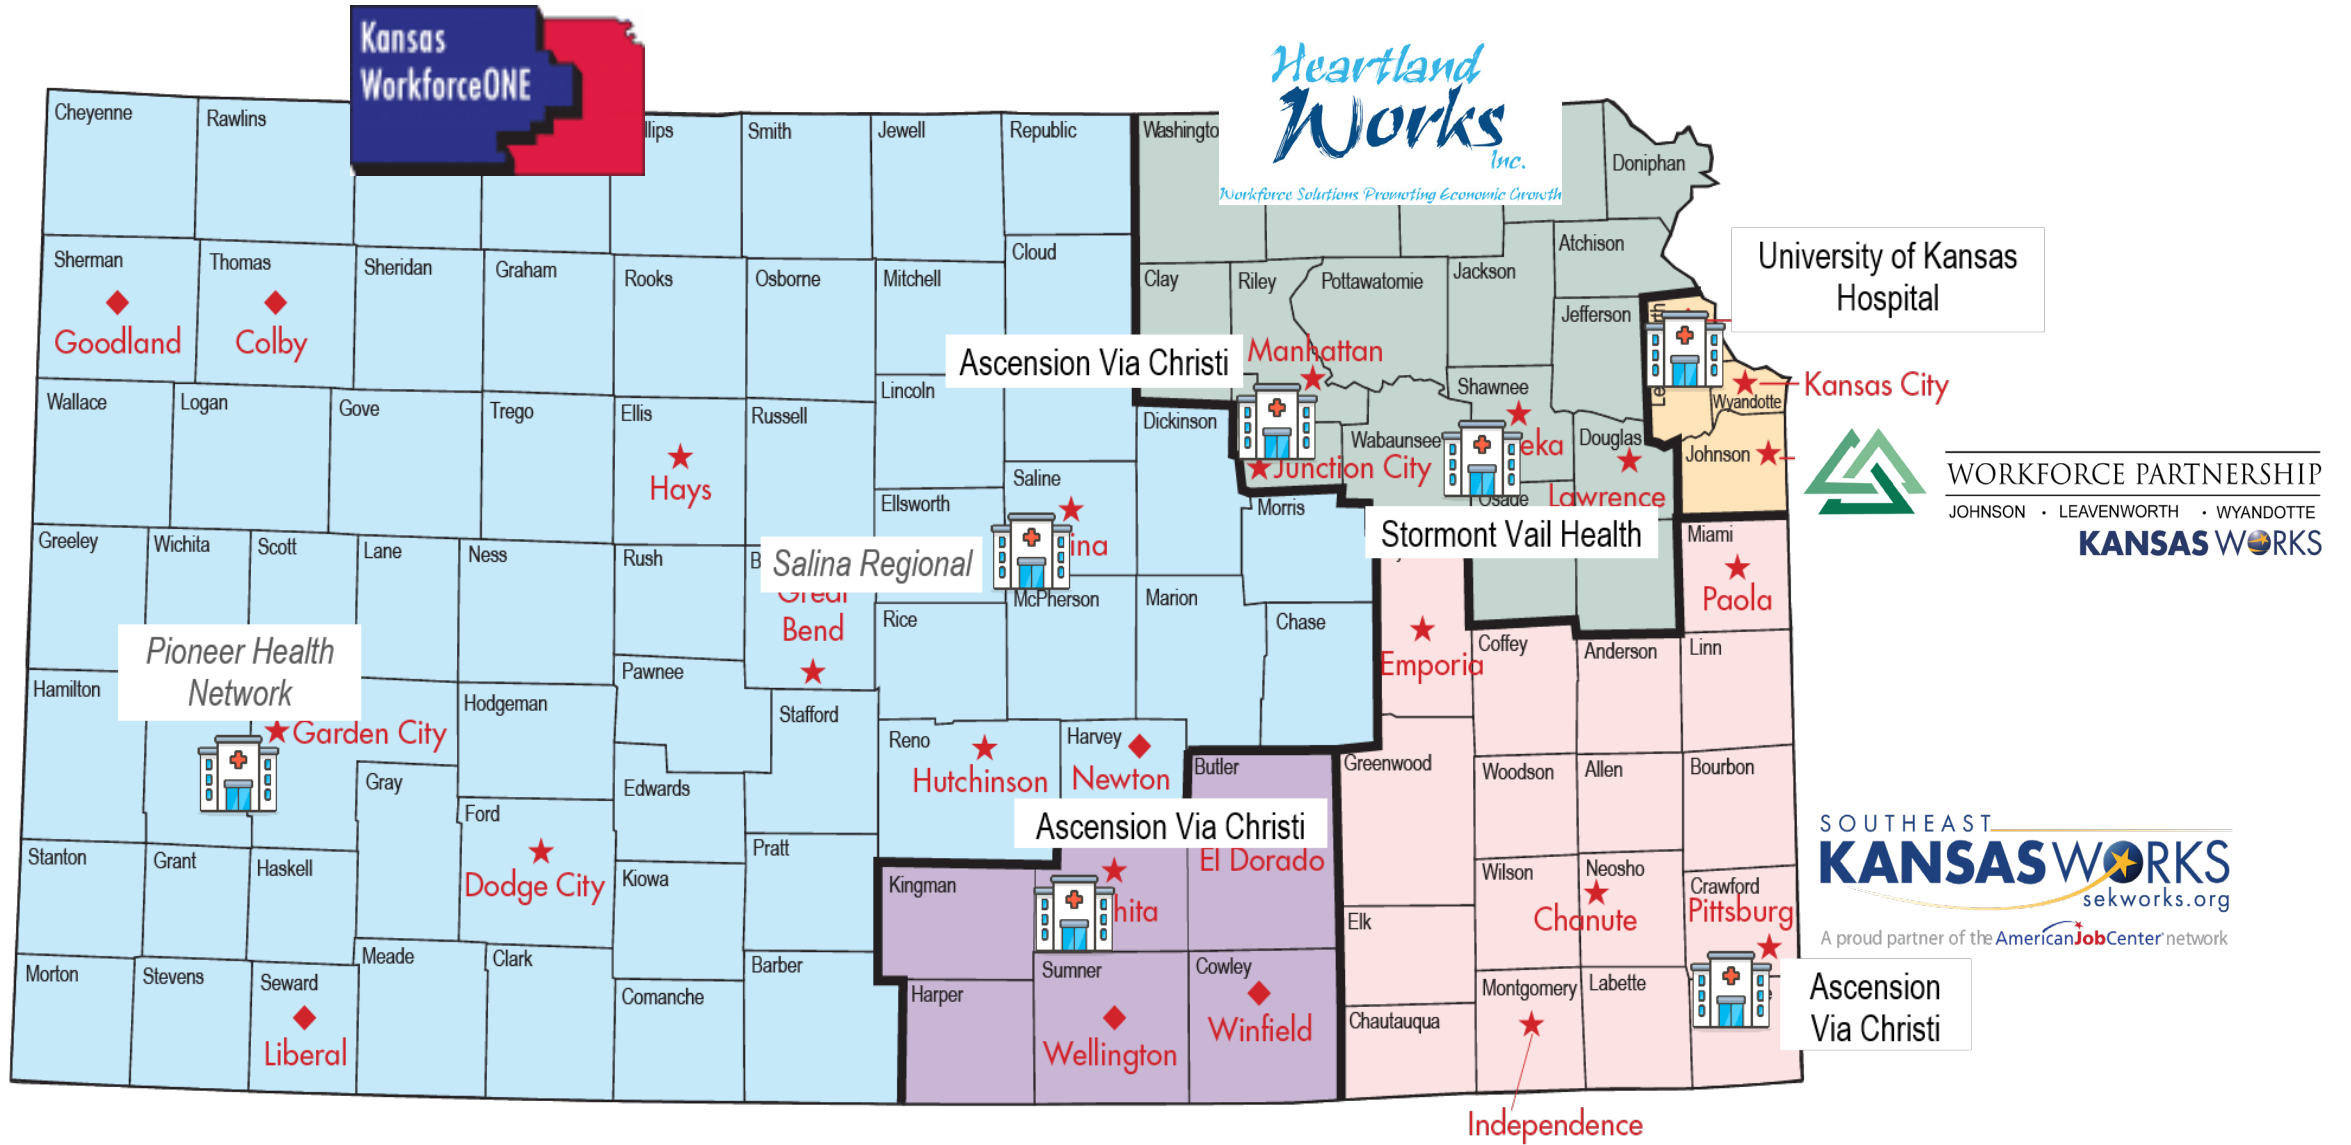 Kansas
WorkforceONE
Heartland
Works
Inc.
Workforce Solutions Promoting Economic Growth
Cheyenne
Rawlins
llips
Smith
Jewell
Republic
Washingto
Doniphan
Sherman
Thomas
Sheridan
Graham
Rooks
Osborne
Mitchell
Cloud
Clay
Riley
Pottawatomie
Jackson
Atchison
Jefferson
University of Kansas
Hospital
Goodland
Colby
Ascension Via Christi
Manhattan
Kansas City
Wyandotte
Wallace
Logan
Gove
Trego
Ellis
Russell
Lincoln
Dickinson
Shawnee
Wabaunsee
eka
Douglas
Johnson
Hays
Junction City
Lawrence
Saline
Ellsworth
Morris
Osage
Stormont Vail Health
WORKFORCE PARTNERSHIP
JOHNSON • LEAVENWORTH • WYANDOTTE
KANSAS WORKS
Greeley
Wichita
Scott
Lane
Ness
Rush
B
Salina Regional
ina
Miami
Paola
Great
Bend
Rice
McPherson
Marion
Chase
Emporia
Coffey
Anderson
Linn
Pioneer Health
Network
Hamilton
Garden City
Hodgeman
Pawnee
Stafford
Reno
Hutchinson
Harvey
Newton
Butler
Greenwood
Woodson
Allen
Bourbon
Gray
Ford
Dodge City
Edwards
Ascension Via Christi
El Dorado
Stanton
Grant
Haskell
Kiowa
Pratt
Kingman
hita
Wilson
Neosho
Chanute
Crawford
Pittsburg
Elk
SOUTHEAST
KANSASWORKS
sekworks.org
A proud partner of the AmericanJobCenter network
Morton
Stevens
Seward
Liberal
Meade
Clark
Comanche
Barber
Harper
Sumner
Wellington
Cowley
Winfield
Chautauqua
Montgomery
Labette
e
Ascension
Via Christi
Independence